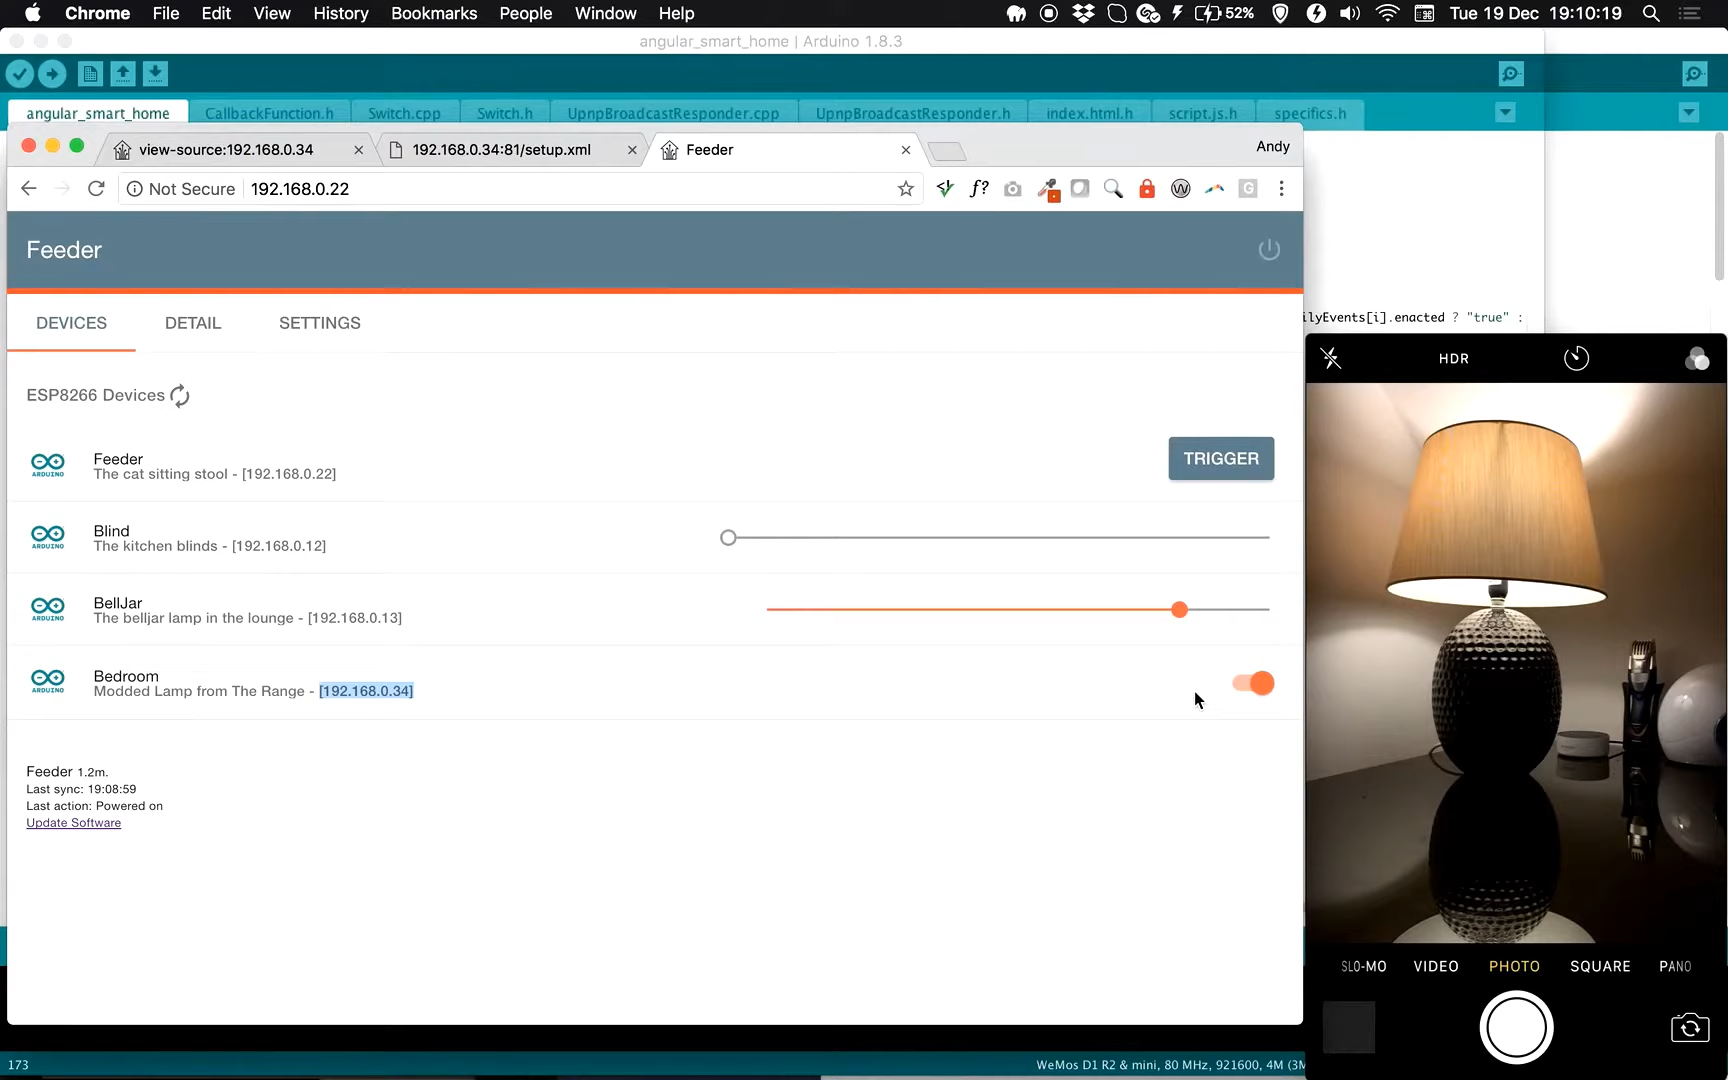 Chrome File Edit View History Bookmarks People Window Help 52% Tue 19 Dec 19:10:19
angular_smart_home | Arduino 1.8.3
angular_smart_home CallbackFunction.h Switch.cpp Switch.h UpnpBroadcastResponder.cpp UpnpBroadcastResponder.h index.html.h script.js.h specifics.h
view-source:192.168.0.34 192.168.0.34:81/setup.xml Feeder Andy
Not Secure 192.168.0.22 f? W G
Feeder
DEVICES DETAIL SETTINGS
ilyEvents[i].enacted ? "true" :
HDR
ESP8266 Devices
ARDUINO
Feeder
The cat sitting stool - [192.168.0.22]
TRIGGER
ARDUINO
Blind
The kitchen blinds - [192.168.0.12]
ARDUINO
BellJar
The belljar lamp in the lounge - [192.168.0.13]
ARDUINO
Bedroom
Modded Lamp from The Range - [192.168.0.34]
Feeder 1.2m.
Last sync: 19:08:59
Last action: Powered on
Update Software
SLO-MO VIDEO PHOTO SQUARE PANO
173 WeMos D1 R2 & mini, 80 MHz, 921600, 4M (3M